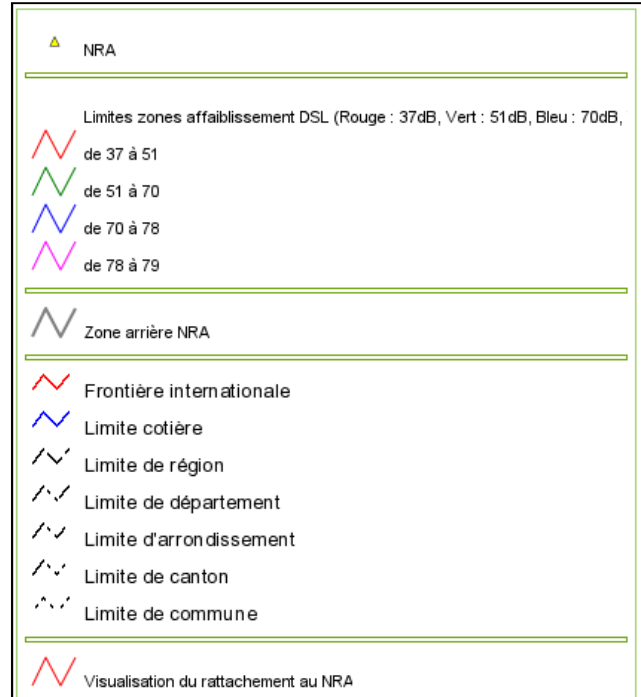 NRA
Limites zones affaiblissement DSL (Rouge : 37dB, Vert : 51dB, Bleu : 70dB,
de 37 à 51
de 51 à 70
de 70 à 78
de 78 à 79
Zone arrière NRA
Frontière internationale
Limite cotière
Limite de région
Limite de département
Limite d'arrondissement
Limite de canton
Limite de commune
Visualisation du rattachement au NRA